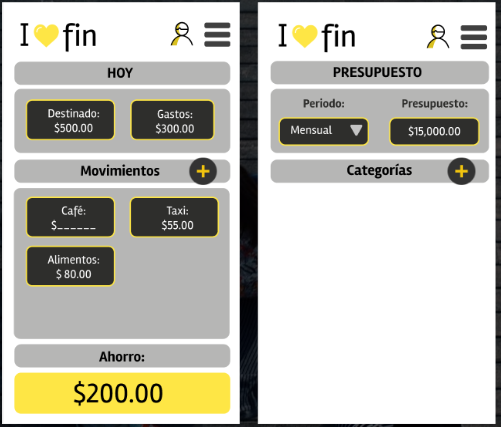 I 💛 fin
HOY
Destinado:
$500.00
Gastos:
$300.00
Movimientos +
Café:
$______
Taxi:
$55.00
Alimentos:
$ 80.00
Ahorro:
$200.00
I 💛 fin
PRESUPUESTO
Periodo:
Mensual
Presupuesto:
$15,000.00
Categorías +